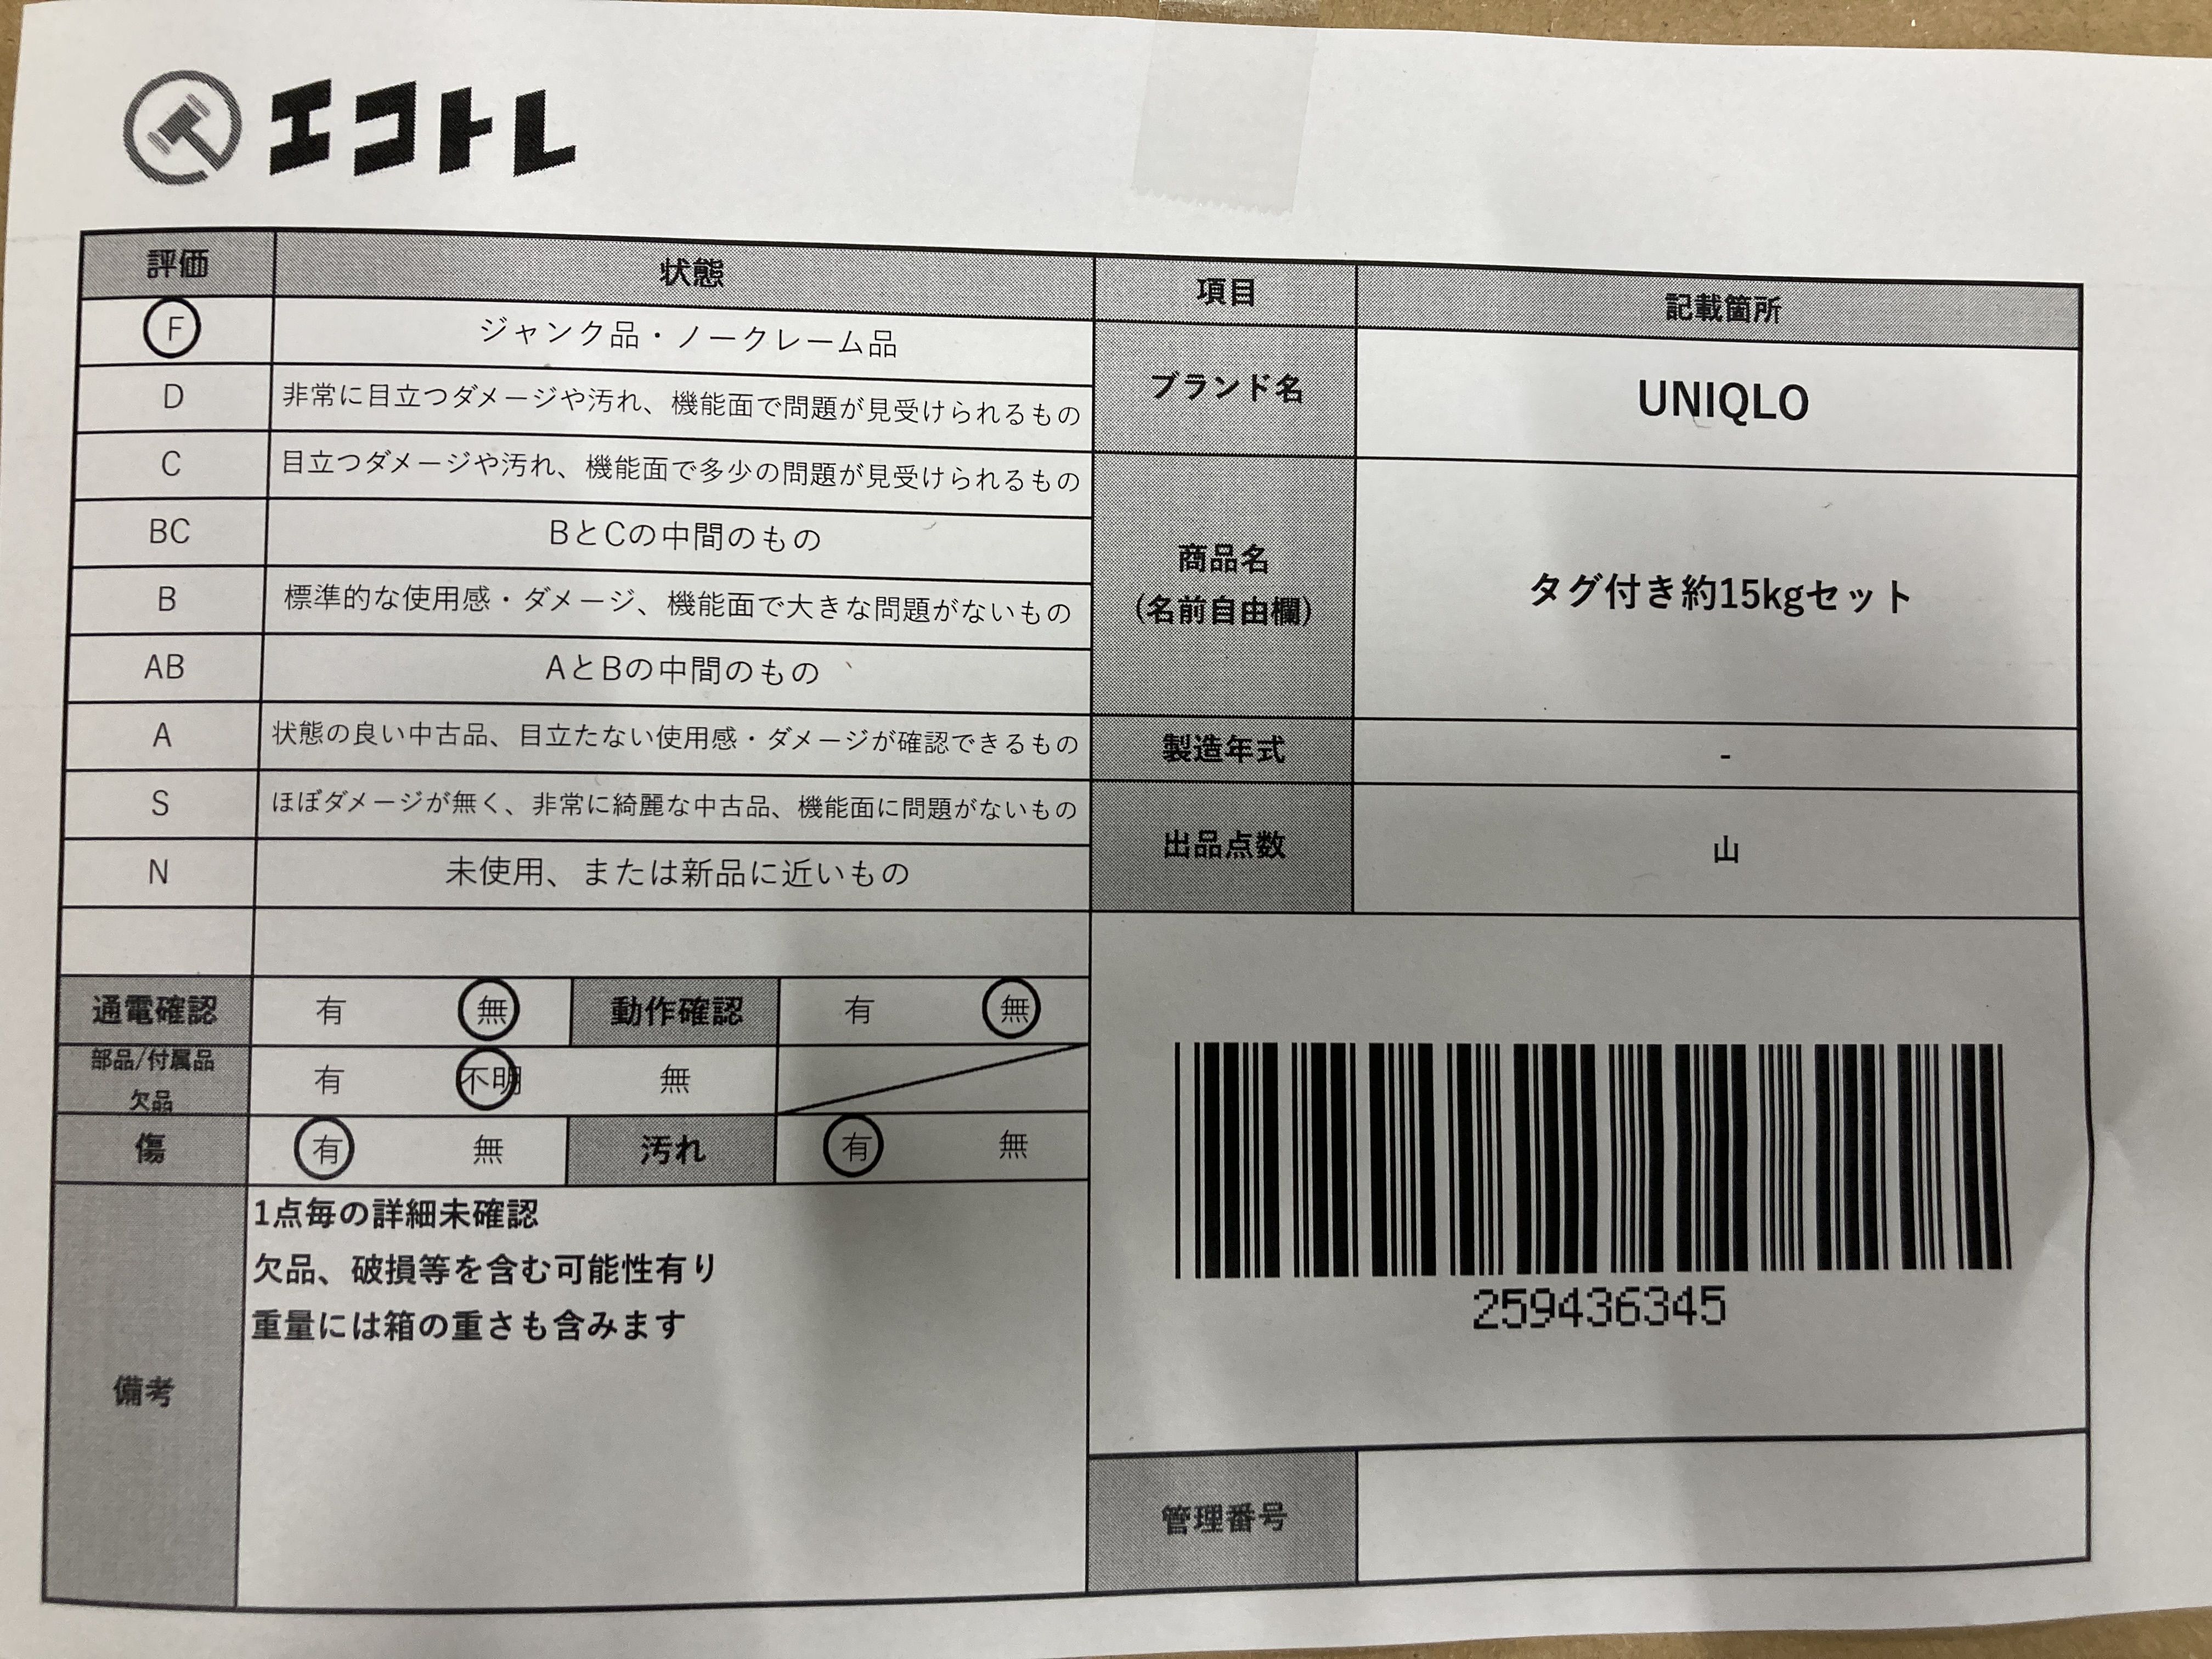 エコトレ
評価 状態
F ジャンク品・ノークレーム品
D 非常に目立つダメージや汚れ、機能面で問題が見受けられるもの
C 目立つダメージや汚れ、機能面で多少の問題が見受けられるもの
BC BとCの中間のもの
B 標準的な使用感・ダメージ、機能面で大きな問題がないもの
AB AとBの中間のもの
A 状態の良い中古品、目立たない使用感・ダメージが確認できるもの
S ほぼダメージが無く、非常に綺麗な中古品、機能面に問題がないもの
N 未使用、または新品に近いもの
通電確認 有 無 動作確認 有 無
部品/付属品
欠品
有 不明 無
傷 有 無 汚れ 有 無
備考
1点毎の詳細未確認
欠品、破損等を含む可能性有り
重量には箱の重さも含みます
項目 記載箇所
ブランド名 UNIQLO
商品名
(名前自由欄)
タグ付き約15kgセット
製造年式 -
出品点数 山
259436345
管理番号